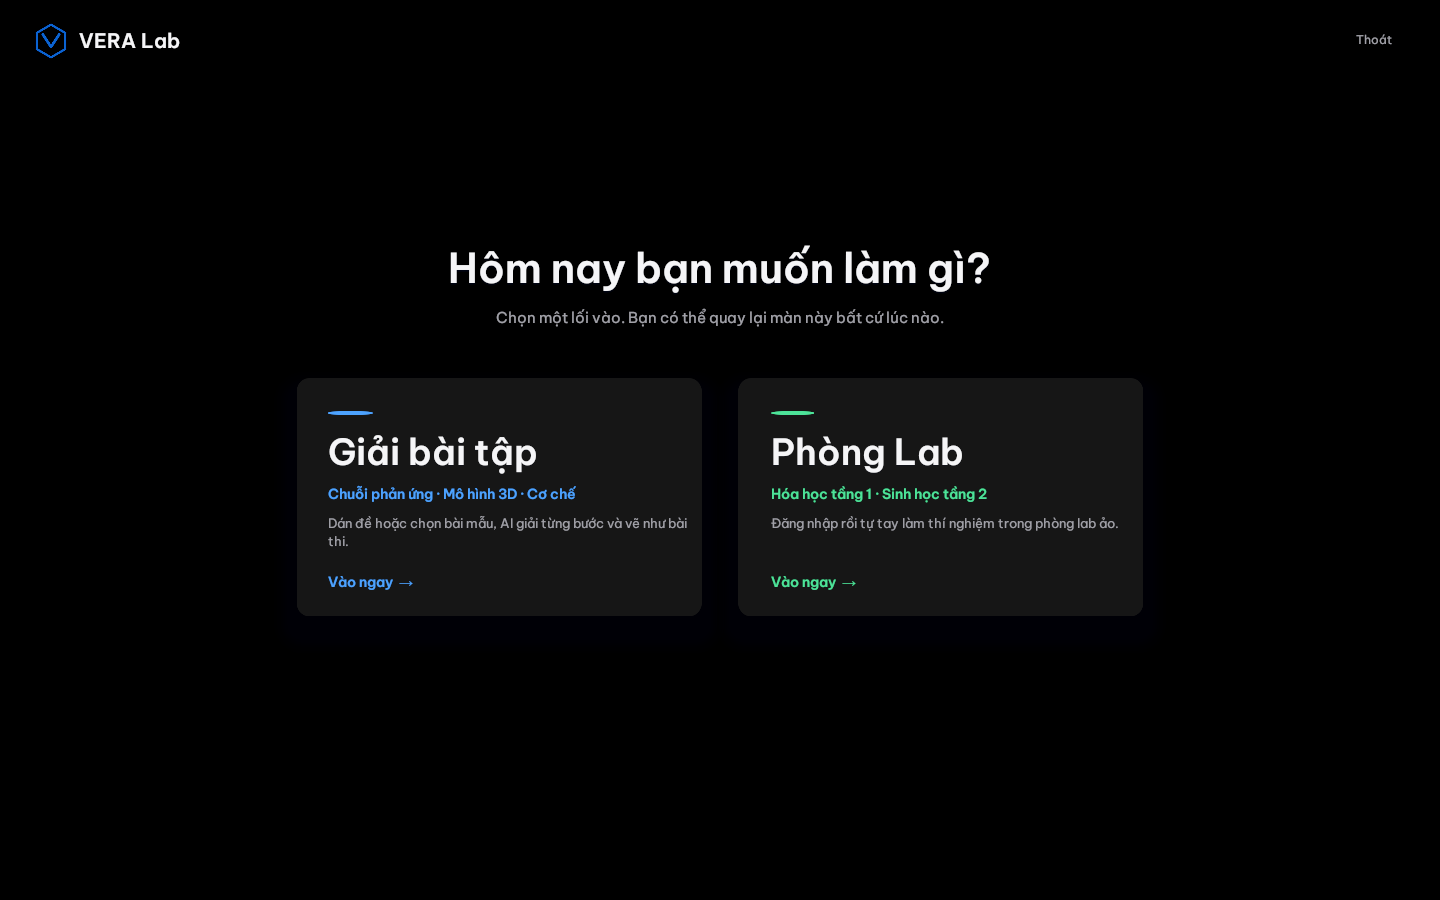 VERA Lab
Thoát
Hôm nay bạn muốn làm gì?
Chọn một lối vào. Bạn có thể quay lại màn này bất cứ lúc nào.
Giải bài tập
Chuỗi phản ứng · Mô hình 3D · Cơ chế
Dán đề hoặc chọn bài mẫu, AI giải từng bước và vẽ như bài
thi.
Vào ngay →
Phòng Lab
Hóa học tầng 1 · Sinh học tầng 2
Đăng nhập rồi tự tay làm thí nghiệm trong phòng lab ảo.
Vào ngay →